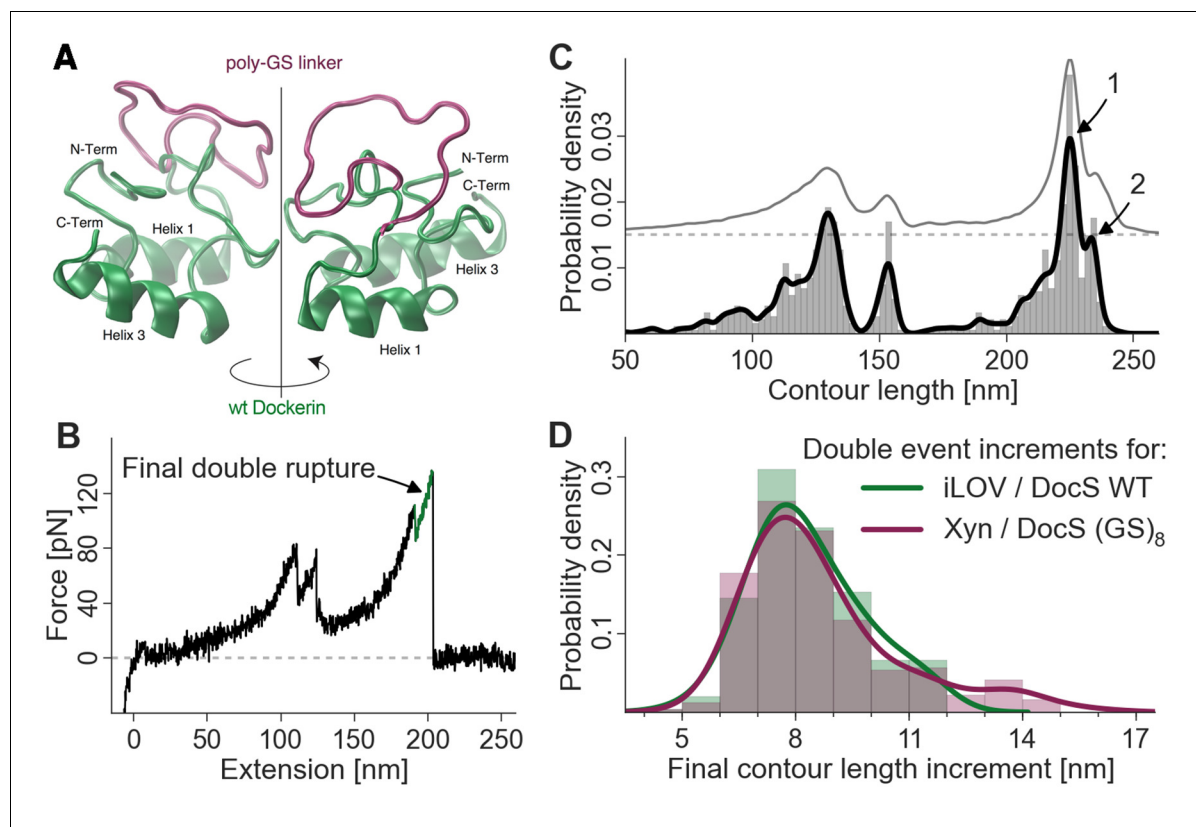 A
poly-GS linker
N-Term
C-Term
Helix 1
Helix 3
N-Term
C-Term
Helix 3
Helix 1
wt Dockerin
B
Final double rupture
Force [pN]
120
80
40
0
0
50
100
150
200
250
Extension [nm]
C
Probability density
0.03
0.02
0.01
1
2
50
100
150
200
250
Contour length [nm]
D
Double event increments for:
iLOV / DocS WT
Xyn / DocS (GS)₈
Probability density
0.3
0.2
0.1
5
8
11
14
17
Final contour length increment [nm]